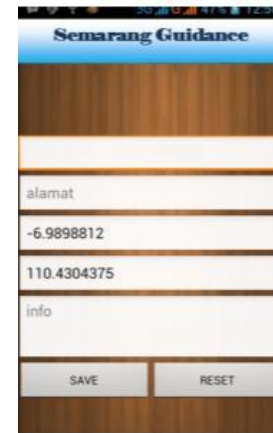 Semarang Guidance
alamat
-6.9898812
110.4304375
info
SAVE
RESET